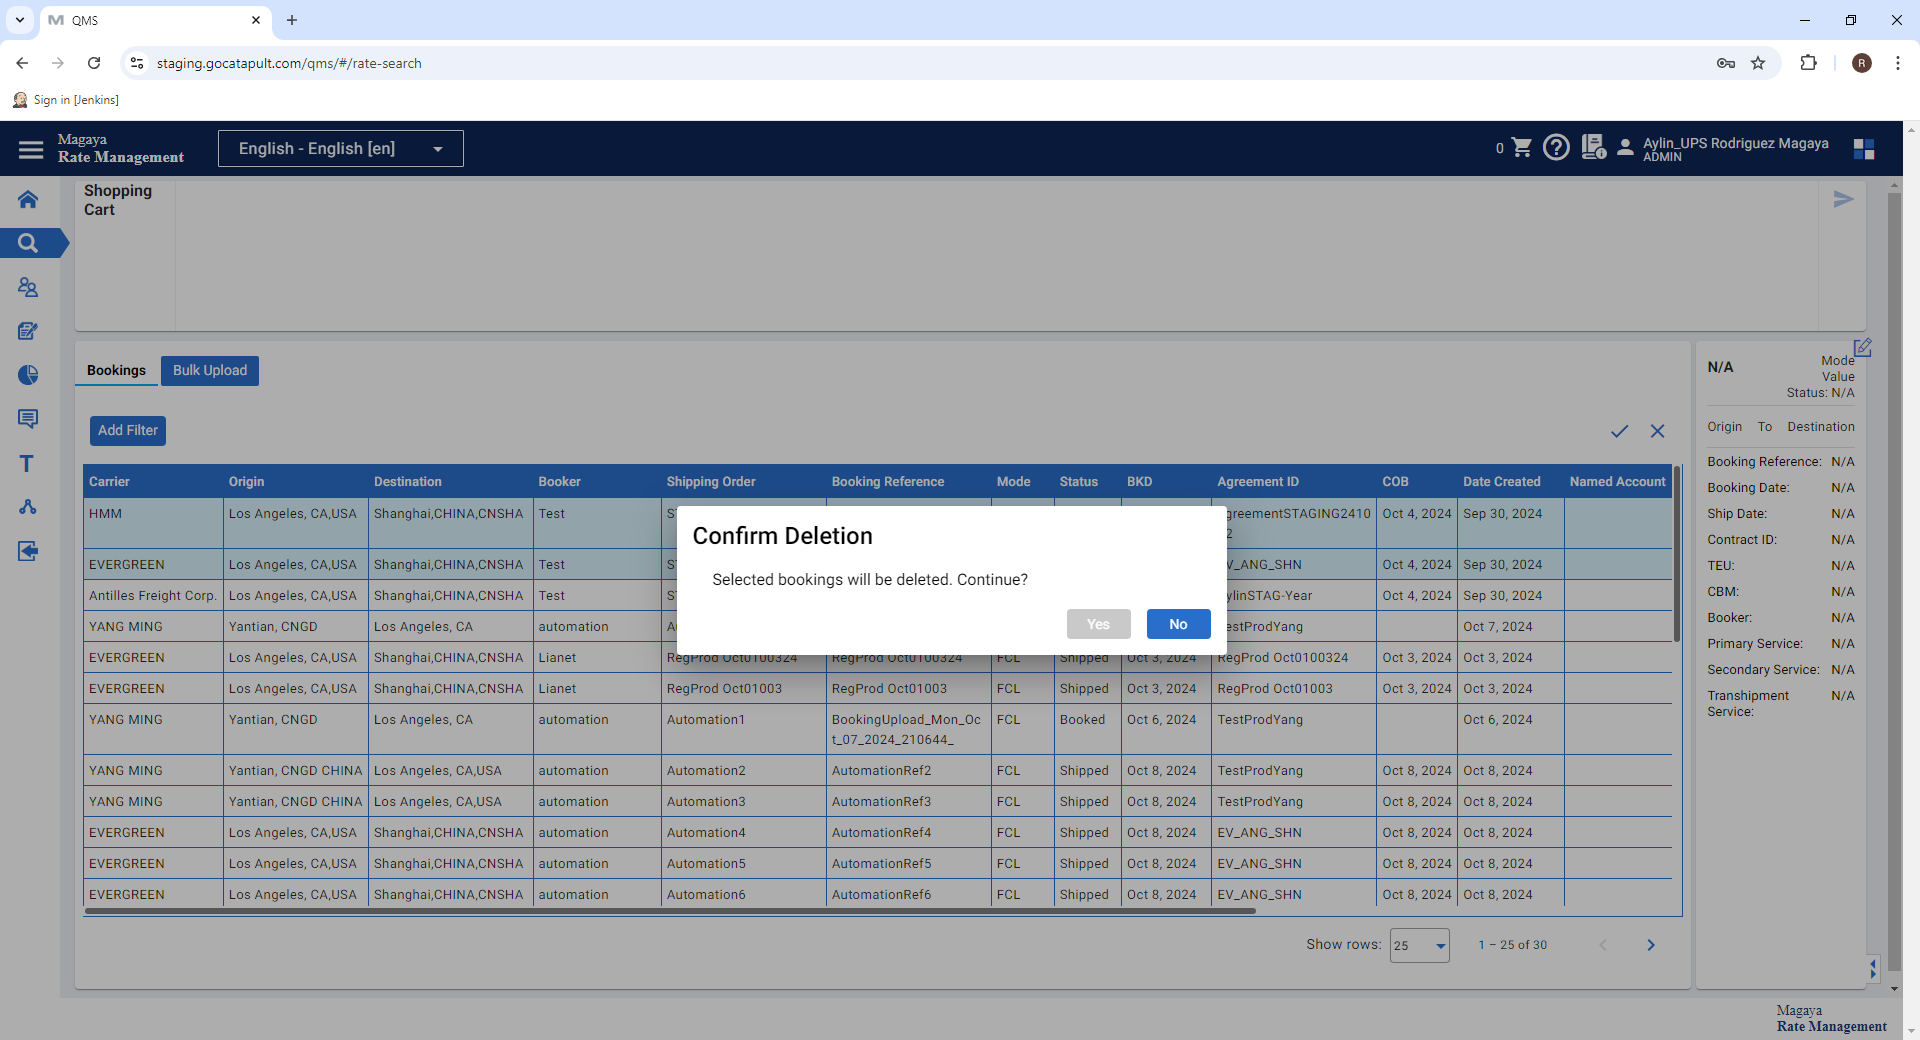 QMS
staging.gocatapult.com/qms/#/rate-search
R
Sign in [Jenkins]
Magaya
Rate Management
English - English [en]
0
Aylin_UPS Rodriguez Magaya
ADMIN
Shopping
Cart
Bookings
Bulk Upload
Add Filter
Carrier Origin Destination Booker Shipping Order Booking Reference Mode Status BKD Agreement ID COB Date Created Named Account
HMM Los Angeles, CA,USA Shanghai,CHINA,CNSHA Test greementSTAGING2410 Oct 4, 2024 Sep 30, 2024
2
EVERGREEN Los Angeles, CA,USA Shanghai,CHINA,CNSHA Test V_ANG_SHN Oct 4, 2024 Sep 30, 2024
Antilles Freight Corp. Los Angeles, CA,USA Shanghai,CHINA,CNSHA Test ylinSTAG-Year Oct 4, 2024 Sep 30, 2024
YANG MING Yantian, CNGD Los Angeles, CA automation estProdYang Oct 7, 2024
EVERGREEN Los Angeles, CA,USA Shanghai,CHINA,CNSHA Lianet RegProd Oct0100324 RegProd Oct0100324 FCL Shipped Oct 3, 2024 RegProd Oct0100324 Oct 3, 2024 Oct 3, 2024
EVERGREEN Los Angeles, CA,USA Shanghai,CHINA,CNSHA Lianet RegProd Oct01003 RegProd Oct01003 FCL Shipped Oct 3, 2024 RegProd Oct01003 Oct 3, 2024 Oct 3, 2024
YANG MING Yantian, CNGD Los Angeles, CA automation Automation1 BookingUpload_Mon_Oc FCL Booked Oct 6, 2024 TestProdYang Oct 6, 2024
t_07_2024_210644_
YANG MING Yantian, CNGD CHINA Los Angeles, CA,USA automation Automation2 AutomationRef2 FCL Shipped Oct 8, 2024 TestProdYang Oct 8, 2024 Oct 8, 2024
YANG MING Yantian, CNGD CHINA Los Angeles, CA,USA automation Automation3 AutomationRef3 FCL Shipped Oct 8, 2024 TestProdYang Oct 8, 2024 Oct 8, 2024
EVERGREEN Los Angeles, CA,USA Shanghai,CHINA,CNSHA automation Automation4 AutomationRef4 FCL Shipped Oct 8, 2024 EV_ANG_SHN Oct 8, 2024 Oct 8, 2024
EVERGREEN Los Angeles, CA,USA Shanghai,CHINA,CNSHA automation Automation5 AutomationRef5 FCL Shipped Oct 8, 2024 EV_ANG_SHN Oct 8, 2024 Oct 8, 2024
EVERGREEN Los Angeles, CA,USA Shanghai,CHINA,CNSHA automation Automation6 AutomationRef6 FCL Shipped Oct 8, 2024 EV_ANG_SHN Oct 8, 2024 Oct 8, 2024
Show rows: 25 1 – 25 of 30
Confirm Deletion
Selected bookings will be deleted. Continue?
Yes
No
N/A
Mode
Value
Status: N/A
Origin To Destination
Booking Reference: N/A
Booking Date: N/A
Ship Date: N/A
Contract ID: N/A
TEU: N/A
CBM: N/A
Booker: N/A
Primary Service: N/A
Secondary Service: N/A
Transhipment N/A
Service:
Magaya
Rate Management